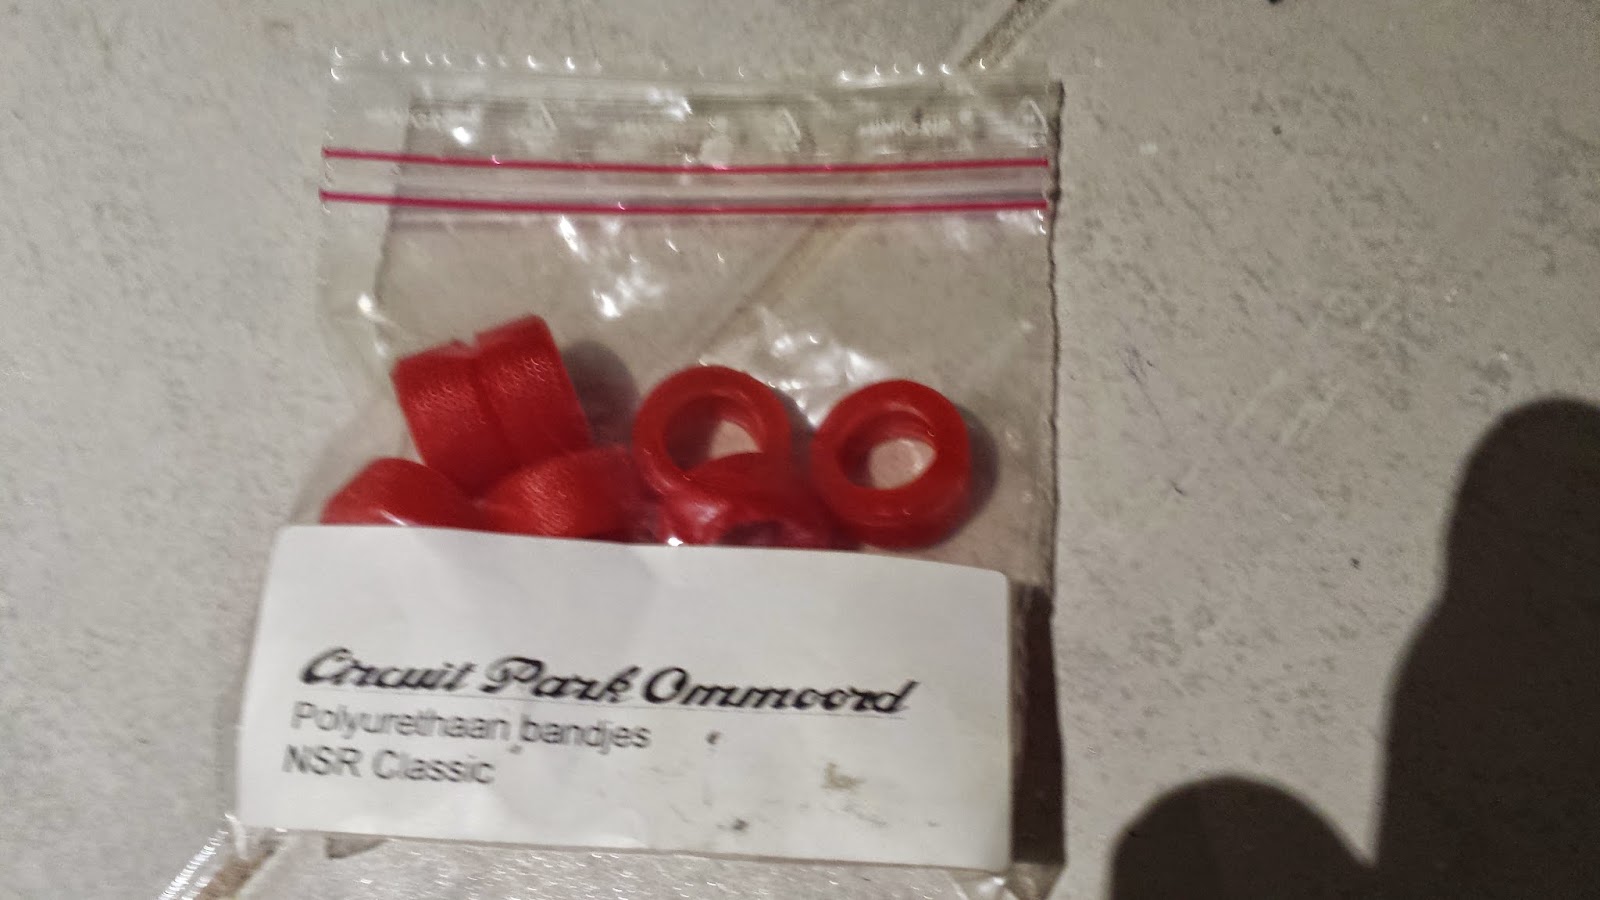 Circuit Park Ommoord
Polyurethaan bandjes
NSR Classic